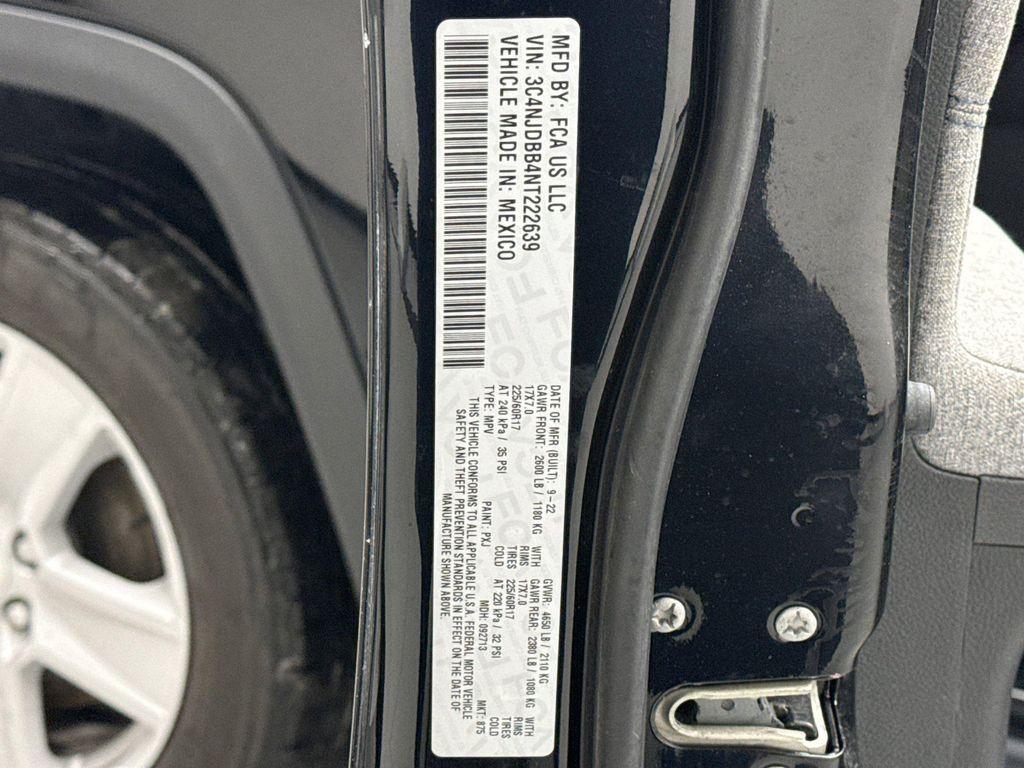 MFD BY: FCA US LLC
VIN: 3C4NJDBB4NT222639
VEHICLE MADE IN: MEXICO
DATE OF MFR (BUILT): 9-22 GVWR: 4650 LB / 2110 KG
GAWR FRONT: 2600 LB / 1180 KG WITH GAWR REAR: 2380 LB / 1080 KG WITH
17X7.0 RIMS 17X7.0 RIMS
225/60R17 TIRES 225/60R17 TIRES
AT 240 kPa / 35 PSI COLD AT 220 kPa / 32 PSI COLD
TYPE: MPV PAINT: PXJ MDH: 092713 MKT: 875
THIS VEHICLE CONFORMS TO ALL APPLICABLE U.S.A. FEDERAL MOTOR VEHICLE
SAFETY AND THEFT PREVENTION STANDARDS IN EFFECT ON THE DATE OF
MANUFACTURE SHOWN ABOVE.